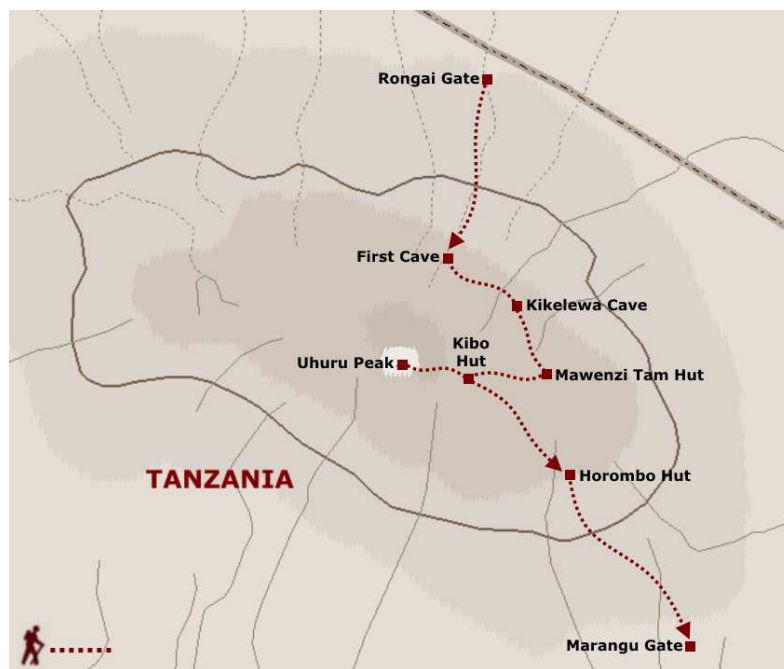 Rongai Gate
First Cave
Kikelewa Cave
Kibo
Hut
Uhuru Peak
Mawenzi Tam Hut
TANZANIA
Horombo Hut
Marangu Gate